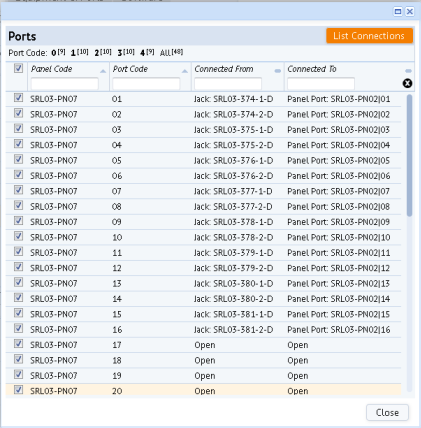 Ports List Connections
Port Code: 0[9] 1[10] 2[10] 3[10] 4[9] All[48]
Panel Code Port Code Connected From Connected To
SRL03-PN07 01 Jack: SRL03-374-1-D Panel Port: SRL03-PN02|01
SRL03-PN07 02 Jack: SRL03-374-2-D Panel Port: SRL03-PN02|02
SRL03-PN07 03 Jack: SRL03-375-1-D Panel Port: SRL03-PN02|03
SRL03-PN07 04 Jack: SRL03-375-2-D Panel Port: SRL03-PN02|04
SRL03-PN07 05 Jack: SRL03-376-1-D Panel Port: SRL03-PN02|05
SRL03-PN07 06 Jack: SRL03-376-2-D Panel Port: SRL03-PN02|06
SRL03-PN07 07 Jack: SRL03-377-1-D Panel Port: SRL03-PN02|07
SRL03-PN07 08 Jack: SRL03-377-2-D Panel Port: SRL03-PN02|08
SRL03-PN07 09 Jack: SRL03-378-1-D Panel Port: SRL03-PN02|09
SRL03-PN07 10 Jack: SRL03-378-2-D Panel Port: SRL03-PN02|10
SRL03-PN07 11 Jack: SRL03-379-1-D Panel Port: SRL03-PN02|11
SRL03-PN07 12 Jack: SRL03-379-2-D Panel Port: SRL03-PN02|12
SRL03-PN07 13 Jack: SRL03-380-1-D Panel Port: SRL03-PN02|13
SRL03-PN07 14 Jack: SRL03-380-2-D Panel Port: SRL03-PN02|14
SRL03-PN07 15 Jack: SRL03-381-1-D Panel Port: SRL03-PN02|15
SRL03-PN07 16 Jack: SRL03-381-2-D Panel Port: SRL03-PN02|16
SRL03-PN07 17 Open Open
SRL03-PN07 18 Open Open
SRL03-PN07 19 Open Open
SRL03-PN07 20 Open Open
Close